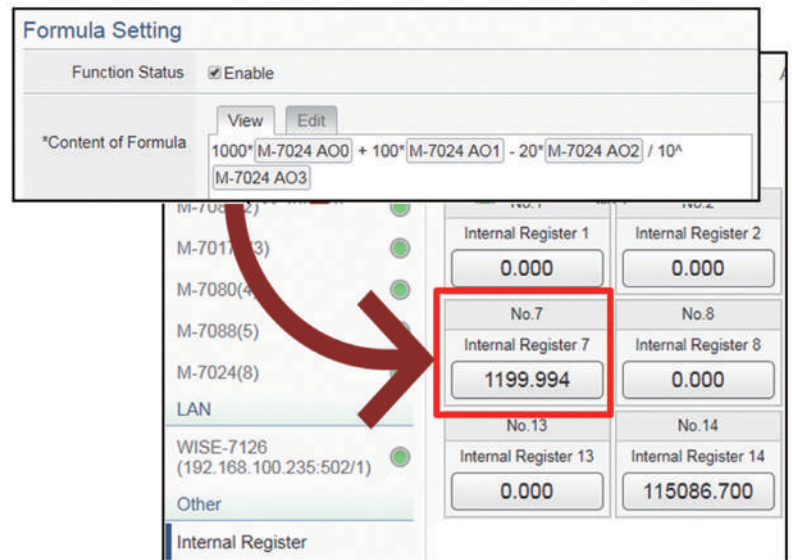 Formula Setting
Function Status Enable
View Edit
*Content of Formula
1000* M-7024 AO0 + 100* M-7024 AO1 - 20* M-7024 AO2 / 10^
M-7024 AO3
No.1 No.2
M-7017 (3)
Internal Register 1 Internal Register 2
0.000 0.000
M-7080(4)
No.7 No.8
M-7088(5)
Internal Register 7 Internal Register 8
M-7024(8)
1199.994 0.000
LAN
No.13 No.14
WISE-7126
(192.168.100.235:502/1)
Internal Register 13 Internal Register 14
0.000 115086.700
Other
Internal Register